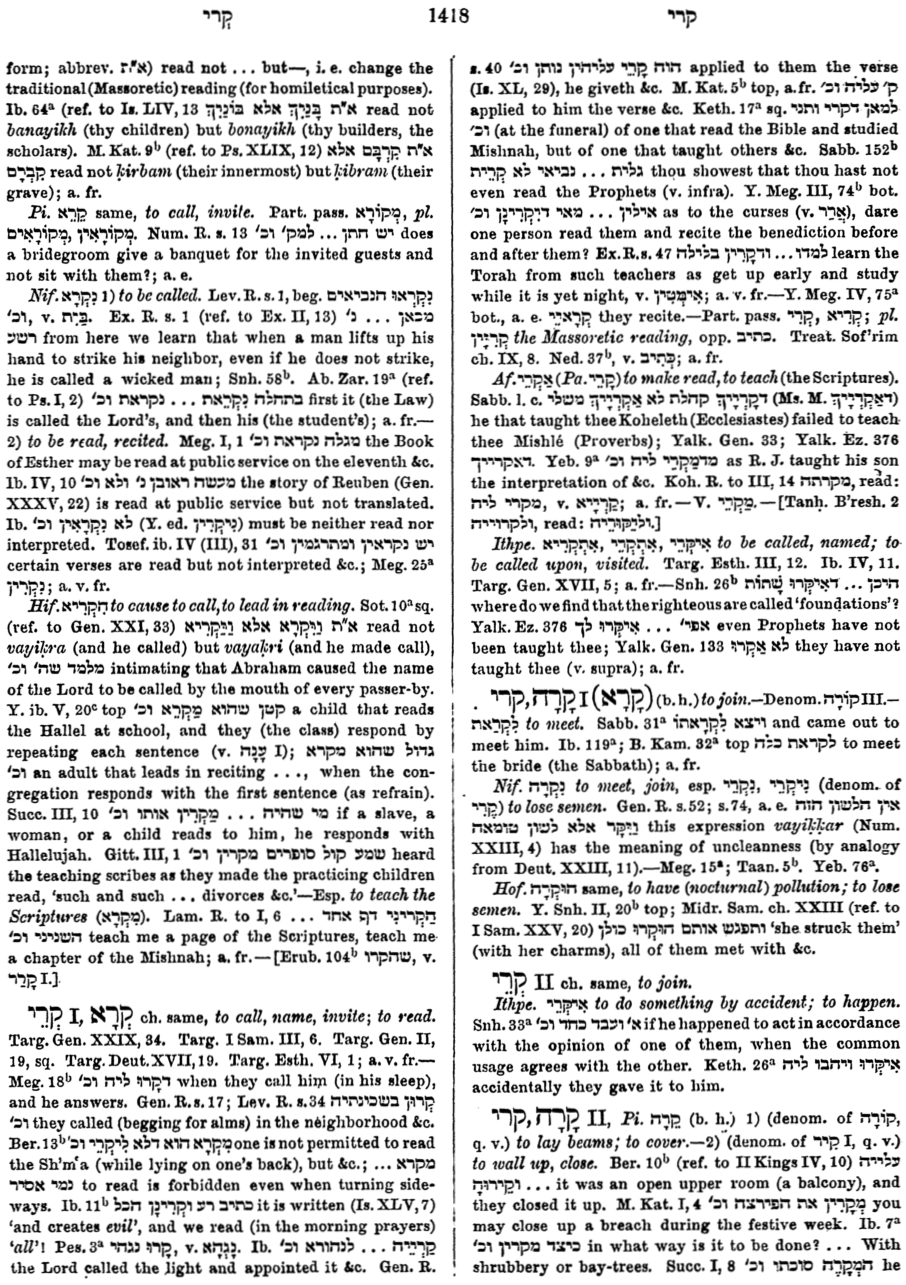 קְרֵי 1418 קרי
form; abbrev. א״ת) read not ... but—, i. e. change the
traditional (Massoretic) reading (for homiletical purposes).
Ib. 64ᵃ (ref. to Is. LIV, 13 א״ת בָּנַיִךְ אלא בּוֹנַיִךְ read not
banayikh (thy children) but bonayikh (thy builders, the
scholars). M. Kat. 9ᵇ (ref. to Ps. XLIX, 12) א״ת קִרְבָּם אלא
קִבְרָם read not ḳirbam (their innermost) but ḳibram (their
grave); a. fr.
Pi. קֵרֵא same, to call, invite. Part. pass. מְקוֹרָא, pl.
מְקוֹרָאִים, מְקוֹרָאִין. Num. R. s. 13 יש חתן ... למק׳ וכ׳ does
a bridegroom give a banquet for the invited guests and
not sit with them?; a. e.
Nif. נִקְרָא 1) to be called. Lev. R. s. 1, beg. נִקְרְאוּ הנביאים
וכ׳, v. בַּיִת. Ex. R. s. 1 (ref. to Ex. II, 13) מכאן ... נ׳
רשע from here we learn that when a man lifts up his
hand to strike his neighbor, even if he does not strike,
he is called a wicked man; Snh. 58ᵇ. Ab. Zar. 19ᵃ (ref.
to Ps. I, 2) בתחלה נִקְרֵאת ... נקראת וכ׳ first it (the Law)
is called the Lord's, and then his (the student's); a. fr.—
2) to be read, recited. Meg. I, 1 מגלה נקראת וכ׳ the Book
of Esther may be read at public service on the eleventh &c.
Ib. IV, 10 מעשה ראובן נ׳ ולא וכ׳ the story of Reuben (Gen.
XXXV, 22) is read at public service but not translated.
Ib. לא נִקְרָאִין וכ׳ (Y. ed. נִיקְרִין) must be neither read nor
interpreted. Tosef. ib. IV (III), 31 יש נקראין ומתרגמין וכ׳
certain verses are read but not interpreted &c.; Meg. 25ᵃ
נִקְרִין; a. v. fr.
Hif. הִקְרִיא to cause to call, to lead in reading. Sot. 10ᵃ sq.
(ref. to Gen. XXI, 33) א״ת וַיִּקְרָא אלא וַיַּקְרִיא read not
vayiḳra (and he called) but vayaḳri (and he made call),
מלמד שה׳ וכ׳ intimating that Abraham caused the name
of the Lord to be called by the mouth of every passer-by.
Y. ib. V, 20ᶜ top קטן שהוא מַקְרֵא וכ׳ a child that reads
the Hallel at school, and they (the class) respond by
repeating each sentence (v. עָנָה I); גדול שהוא מקרא
וכ׳ an adult that leads in reciting ..., when the con-
gregation responds with the first sentence (as refrain).
Succ. III, 10 מי שהיה ... מַקְרִין אותו וכ׳ if a slave, a
woman, or a child reads to him, he responds with
Hallelujah. Gitt. III, 1 שמע קול סופרים מקרין וכ׳ heard
the teaching scribes as they made the practicing children
read, 'such and such ... divorces &c.'—Esp. to teach the
Scriptures (מִקְרָא). Lam. R. to I, 6 הַקְרֵינִי דף אחד ...
השניני וכ׳ teach me a page of the Scriptures, teach me
a chapter of the Mishnah; a. fr.—[Erub. 104ᵇ שהקרו, v.
קָרַר I.]
קְרֵי I, קְרָא ch. same, to call, name, invite; to read.
Targ. Gen. XXIX, 34. Targ. I Sam. III, 6. Targ. Gen. II,
19, sq. Targ. Deut. XVII, 19. Targ. Esth. VI, 1; a. v. fr.—
Meg. 18ᵇ דקרו ליה וכ׳ when they call him (in his sleep),
and he answers. Gen. R. s. 17; Lev. R. s. 34 קרון בשכינתיה
וכ׳ they called (begging for alms) in the neighborhood &c.
Ber. 13ᵇ מִקְרָא הוא דלא לִיקְרֵי וכ׳ one is not permitted to read
the Sh'mʿa (while lying on one's back), but &c.; ... מקרא
נמי אסיר to read is forbidden even when turning side-
ways. Ib. 11ᵇ כתיב רע וקָרֵינָן הכל it is written (Is. XLV, 7)
'and creates evil', and we read (in the morning prayers)
'all'! Pes. 3ᵃ קָרוּ נגהי, v. נָגְהָא. Ib. קַרְיֵיה ... לנהורא וכ׳
the Lord called the light and appointed it &c. Gen. R.
s. 40 הוה קָרֵי עליהין נותן וכ׳ applied to them the verse
(Is. XL, 29), he giveth &c. M. Kat. 5ᵇ top, a. fr. ק׳ עליה וכ׳
applied to him the verse &c. Keth. 17ᵃ sq. למאן דקרי ותני
וכ׳ (at the funeral) of one that read the Bible and studied
Mishnah, but of one that taught others &c. Sabb. 152ᵇ
גלית ... נביאי לא קְרֵית thou showest that thou hast not
even read the Prophets (v. infra). Y. Meg. III, 74ᵇ bot.
אילין ... מאי דיִקְרֵינָן וכ׳ as to the curses (v. אֲרַר), dare
one person read them and recite the benediction before
and after them? Ex. R. s. 47 למדו ... ודקריין בלילה learn the
Torah from such teachers as get up early and study
while it is yet night, v. אִימְּטִין; a. v. fr.—Y. Meg. IV, 75ᵃ
bot., a. e. קְרָאיֵי they recite.—Part. pass. קְרֵיא, קְרֵי; pl.
קַרְיָין the Massoretic reading, opp. כתיב. Treat. Sof'rim
ch. IX, 8. Ned. 37ᵇ, v. כְּתִיב; a. fr.
Af. אַקְרֵי (Pa. קָרֵי) to make read, to teach (the Scriptures).
Sabb. l. c. דקַרְיָיךְ קהלת לא אַקְרְיָיךְ משלי (Ms. M. דאַקְרְיָיךְ)
he that taught thee Koheleth (Ecclesiastes) failed to teach
thee Mishlé (Proverbs); Yalk. Gen. 33; Yalk. Ez. 376
דאקרייך. Yeb. 9ᵃ מדמַקְרֵי ליה וכ׳ as R. J. taught his son
the interpretation of &c. Koh. R. to III, 14 מקרתה, read:
מקרי ליה, v. קַרְיָיא; a. fr.—V. מַקְרֵי.—[Tanḥ. B'resh. 2
ולקרוייה, read: ולְיַקּוּרֵיה.]
Ithpe. אִתְקְרִיא, אִתְקְרֵי, אִיקְּרֵי to be called, named; to
be called upon, visited. Targ. Esth. III, 12. Ib. IV, 11.
Targ. Gen. XVII, 5; a. fr.—Snh. 26ᵇ היכן ... דאִיקְּרוּ שָׁתוֹת
where do we find that the righteous are called 'foundations'?
Yalk. Ez. 376 אפי׳ ... אִיקְּרוּ לך even Prophets have not
been taught thee; Yalk. Gen. 133 לא אַקְרוּ they have not
taught thee (v. supra); a. fr.
קָרָה, קרי I (קָרָא) (b. h.) to join.—Denom. קוֹרָה III.—
לִקְרַאת to meet. Sabb. 31ᵃ ויצא לִקְרָאתוֹ and came out to
meet him. Ib. 119ᵃ; B. Kam. 32ᵃ top לקראת כלה to meet
the bride (the Sabbath); a. fr.
Nif. נִקְרָה to meet, join, esp. נִיקְרֵי, נִקְרֵי (denom. of
קֶרִי) to lose semen. Gen. R. s. 52; s. 74, a. e. אין הלשון הזה
וַיִּקָּר אלא לשון טומאה this expression vayiḳḳar (Num.
XXIII, 4) has the meaning of uncleanness (by analogy
from Deut. XXIII, 11).—Meg. 15ᵃ; Taan. 5ᵇ. Yeb. 76ᵃ.
Hof. הוּקְרָה same, to have (nocturnal) pollution; to lose
semen. Y. Snh. II, 20ᵇ top; Midr. Sam. ch. XXIII (ref. to
I Sam. XXV, 20) ותפגש אותם הוּקְרוּ כולן 'she struck them'
(with her charms), all of them met with &c.
קְרֵי II ch. same, to join.
Ithpe. אִיקְּרֵי to do something by accident; to happen.
Snh. 33ᵃ א׳ ועבד כחד וכ׳ if he happened to act in accordance
with the opinion of one of them, when the common
usage agrees with the other. Keth. 26ᵃ אִיקְּרוּ ויהבו ליה
accidentally they gave it to him.
קָרָה, קרי II, Pi. קֵרָה (b. h.) 1) (denom. of קוֹרָה,
q. v.) to lay beams; to cover.—2) (denom. of קִיר I, q. v.)
to wall up, close. Ber. 10ᵇ (ref. to II Kings IV, 10) עלייה
... וקֵירוּהָ it was an open upper room (a balcony), and
they closed it up. M. Kat. I, 4 מְקָרִין את הפירצה וכ׳ you
may close up a breach during the festive week. Ib. 7ᵃ
כיצד מקרין וכ׳ in what way is it to be done? ... With
shrubbery or bay-trees. Succ. I, 8 הַמְקָרֶה סוכתו וכ׳ he